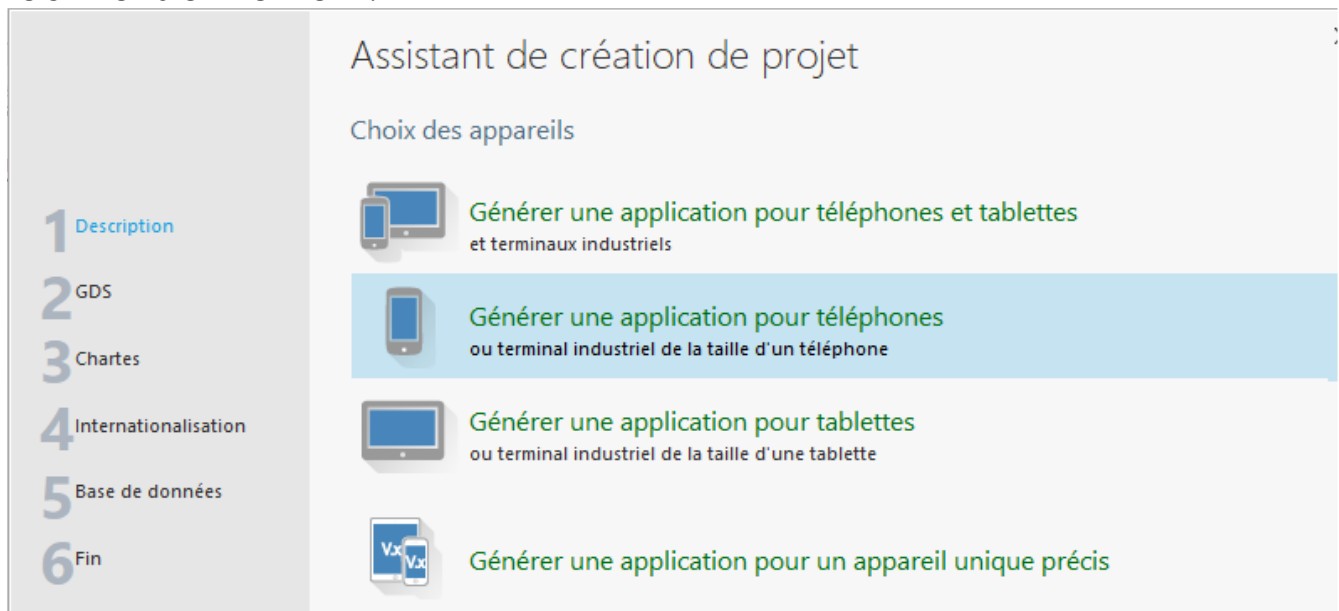 Assistant de création de projet
Choix des appareils
1 Description
2 GDS
3 Chartes
4 Internationalisation
5 Base de données
6 Fin
Générer une application pour téléphones et tablettes
et terminaux industriels
Générer une application pour téléphones
ou terminal industriel de la taille d'un téléphone
Générer une application pour tablettes
ou terminal industriel de la taille d'une tablette
V.x V.x
Générer une application pour un appareil unique précis